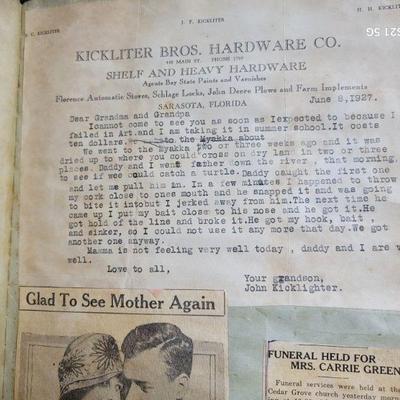 S21 5G
C. KICKLITER
J. F. KICKLITER
H. H. KICKLITER
KICKLITER BROS. HARDWARE CO.
MAIN ST. PHONE
SHELF AND HEAVY HARDWARE
Agents Bay State Paints and Varnishes
Florence Automatic Stoves, Schlage Locks, John Deere Plows and Farm Implements
SARASOTA, FLORIDA
June 8, 1927.
Dear Grandma and Grandpa
Icannot come to see you as soon as Iexpected to because I
failed in Art.and I am taking it in summer school.It costs
ten dollars.
We went to the Myakka two or three weeks ago and it was
dried up to where you could cross on dry land in two or three
places. Daddy and I went father down the river , that morning,
to see if we could catch a turtle. Daddy caught the first one
and let me pull him in. In a few minutes I happened to throw
my cork close to ones mouth and he snapped it and was going
to bite it inbut I jerked away from him.The next time he
came up I put my bait close to his nose and he got it.He
got hold of the line and broke it.He got my hook, bait ,
and sinker, so I could not use it any more that day.We got
another one anyway.
Mamma is not feeling very well today , daddy and I are v
well.
Love to all,
Your grandson,
John Kicklighter.
Glad To See Mother Again
FUNERAL HELD FOR
MRS. CARRIE GREEN
Funeral services were held at the
Cedar Grove church yesterday morn